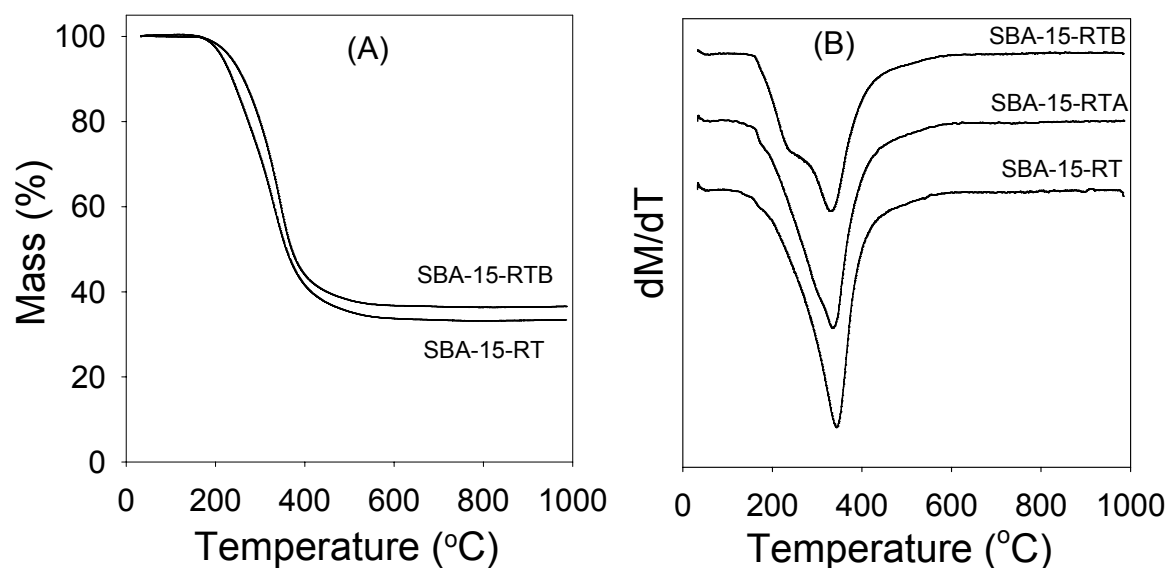 (A)
Mass (%)
100
80
60
40
20
0
SBA-15-RTB
SBA-15-RT
0 200 400 600 800 1000
Temperature (°C)
(B)
dM/dT
SBA-15-RTB
SBA-15-RTA
SBA-15-RT
0 200 400 600 800 1000
Temperature (°C)